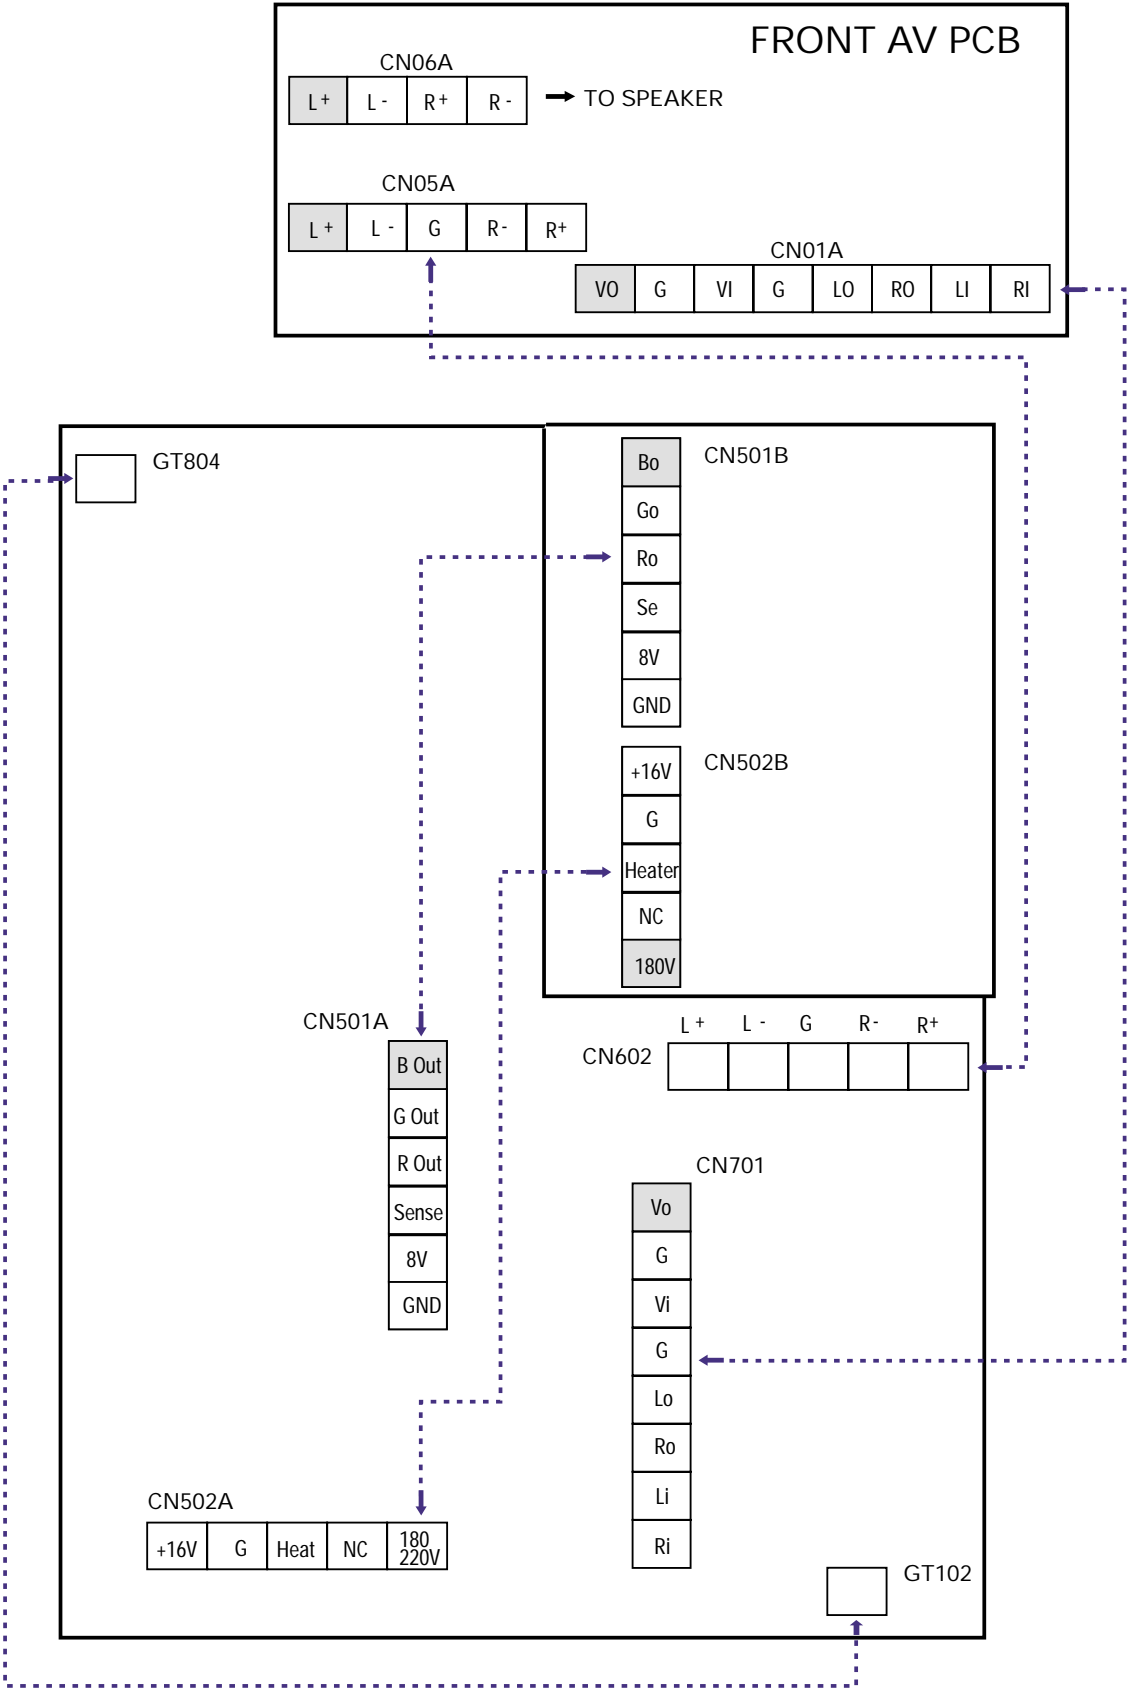 FRONT AV PCB
CN06A
L + L - R + R - TO SPEAKER
CN05A
L + L - G R - R+
CN01A
VO G VI G LO RO LI RI
GT804
CN501B
Bo
Go
Ro
Se
8V
GND
CN502B
+16V
G
Heater
NC
180V
CN501A
B Out
G Out
R Out
Sense
8V
GND
L + L - G R - R+
CN602
CN701
Vo
G
Vi
G
Lo
Ro
Li
Ri
CN502A
+16V G Heat NC 180
220V
GT102